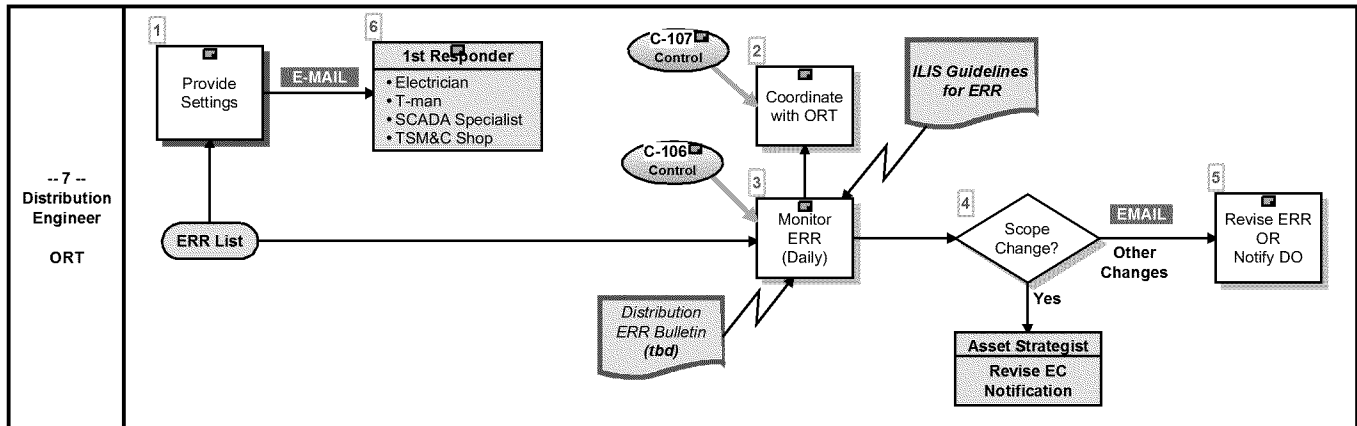 -- 7 --
Distribution
Engineer
ORT
1
Provide
Settings
E-MAIL
6
1st Responder
• Electrician
• T-man
• SCADA Specialist
• TSM&C Shop
ERR List
C-107
Control
2
Coordinate
with ORT
ILIS Guidelines
for ERR
C-106
Control
3
Monitor
ERR
(Daily)
Distribution
ERR Bulletin
(tbd)
4
Scope
Change?
Yes
Asset Strategist
Revise EC
Notification
EMAIL
Other
Changes
5
Revise ERR
OR
Notify DO